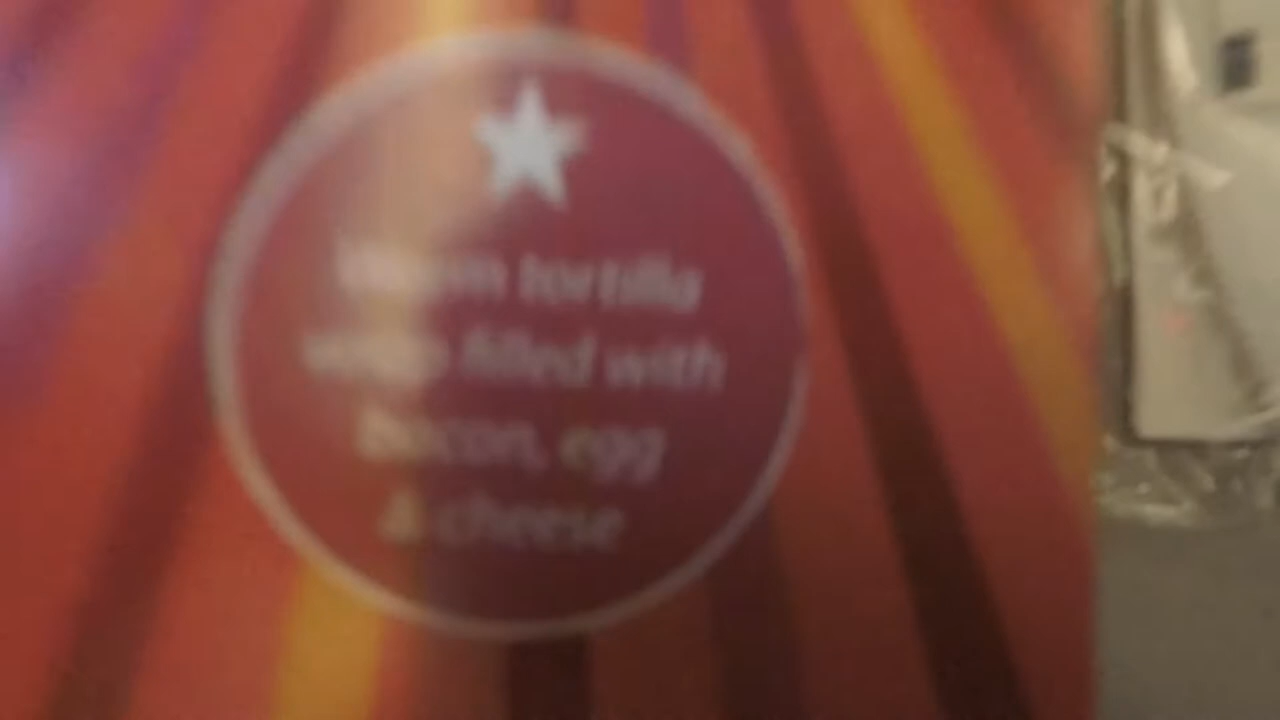 tortilla
filled with
bacon, egg
& cheese